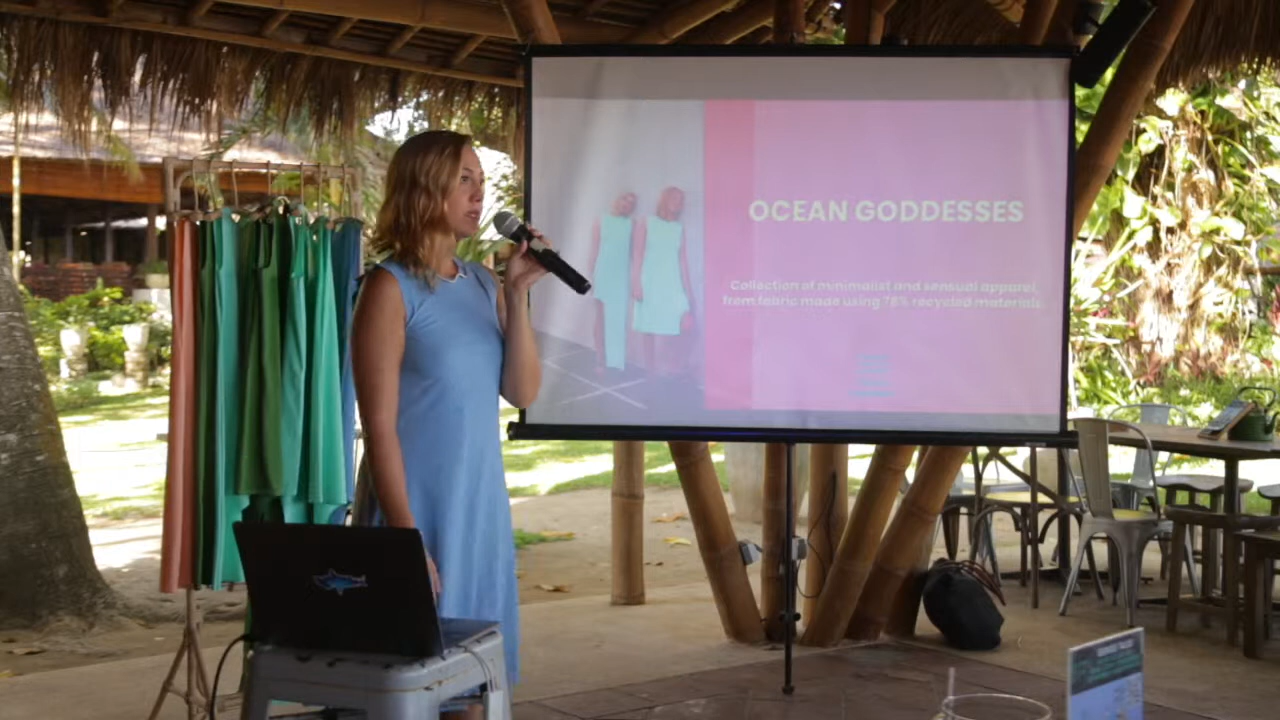 OCEAN GODDESSES
Collection of minimalist and sensual apparel,
from fabric made using 78% recycled materials